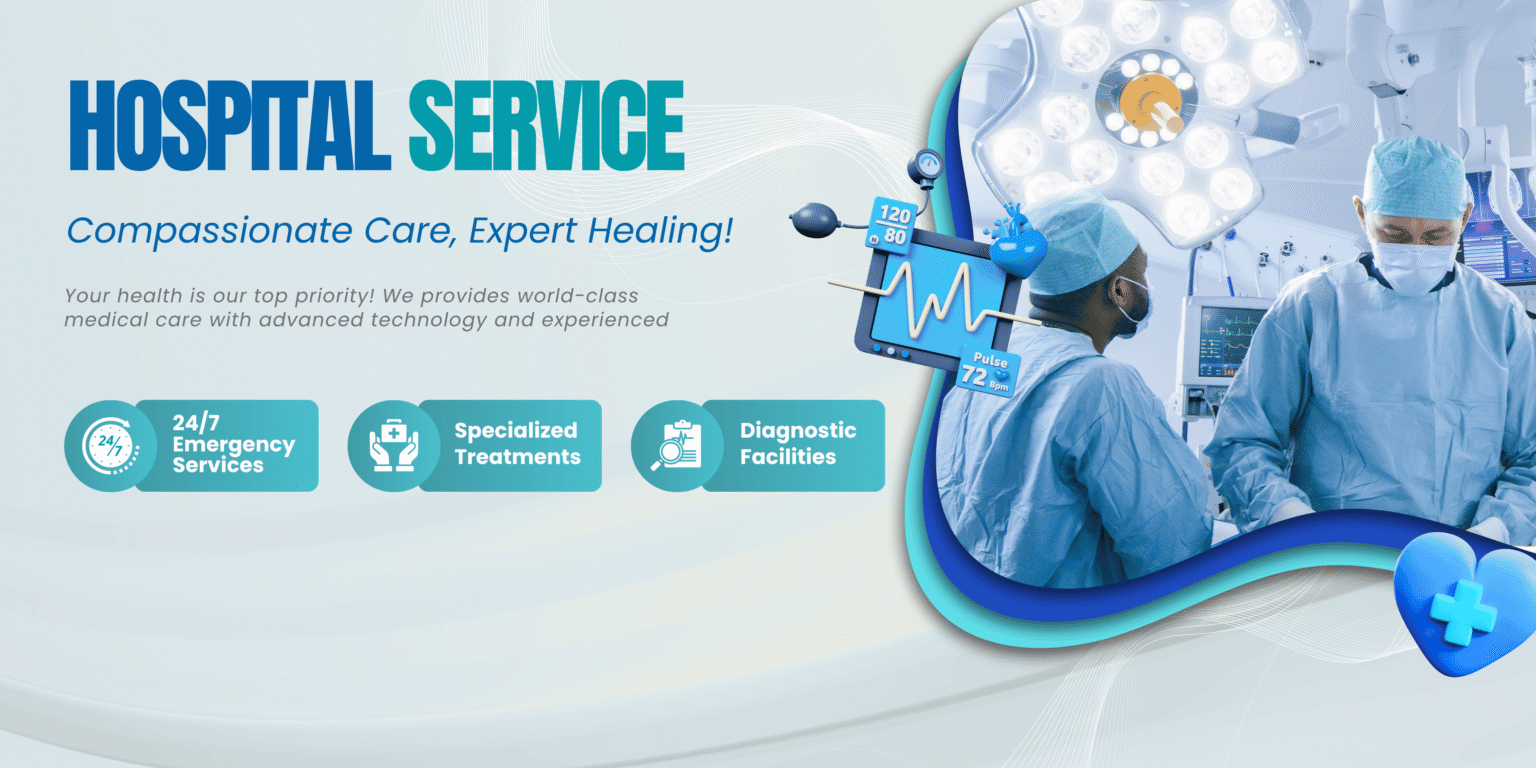 HOSPITAL SERVICE
Compassionate Care, Expert Healing!
Your health is our top priority! We provides world-class
medical care with advanced technology and experienced
120
80
Pulse
72 Bpm
24/7
24/7
Emergency
Services
Specialized
Treatments
Diagnostic
Facilities